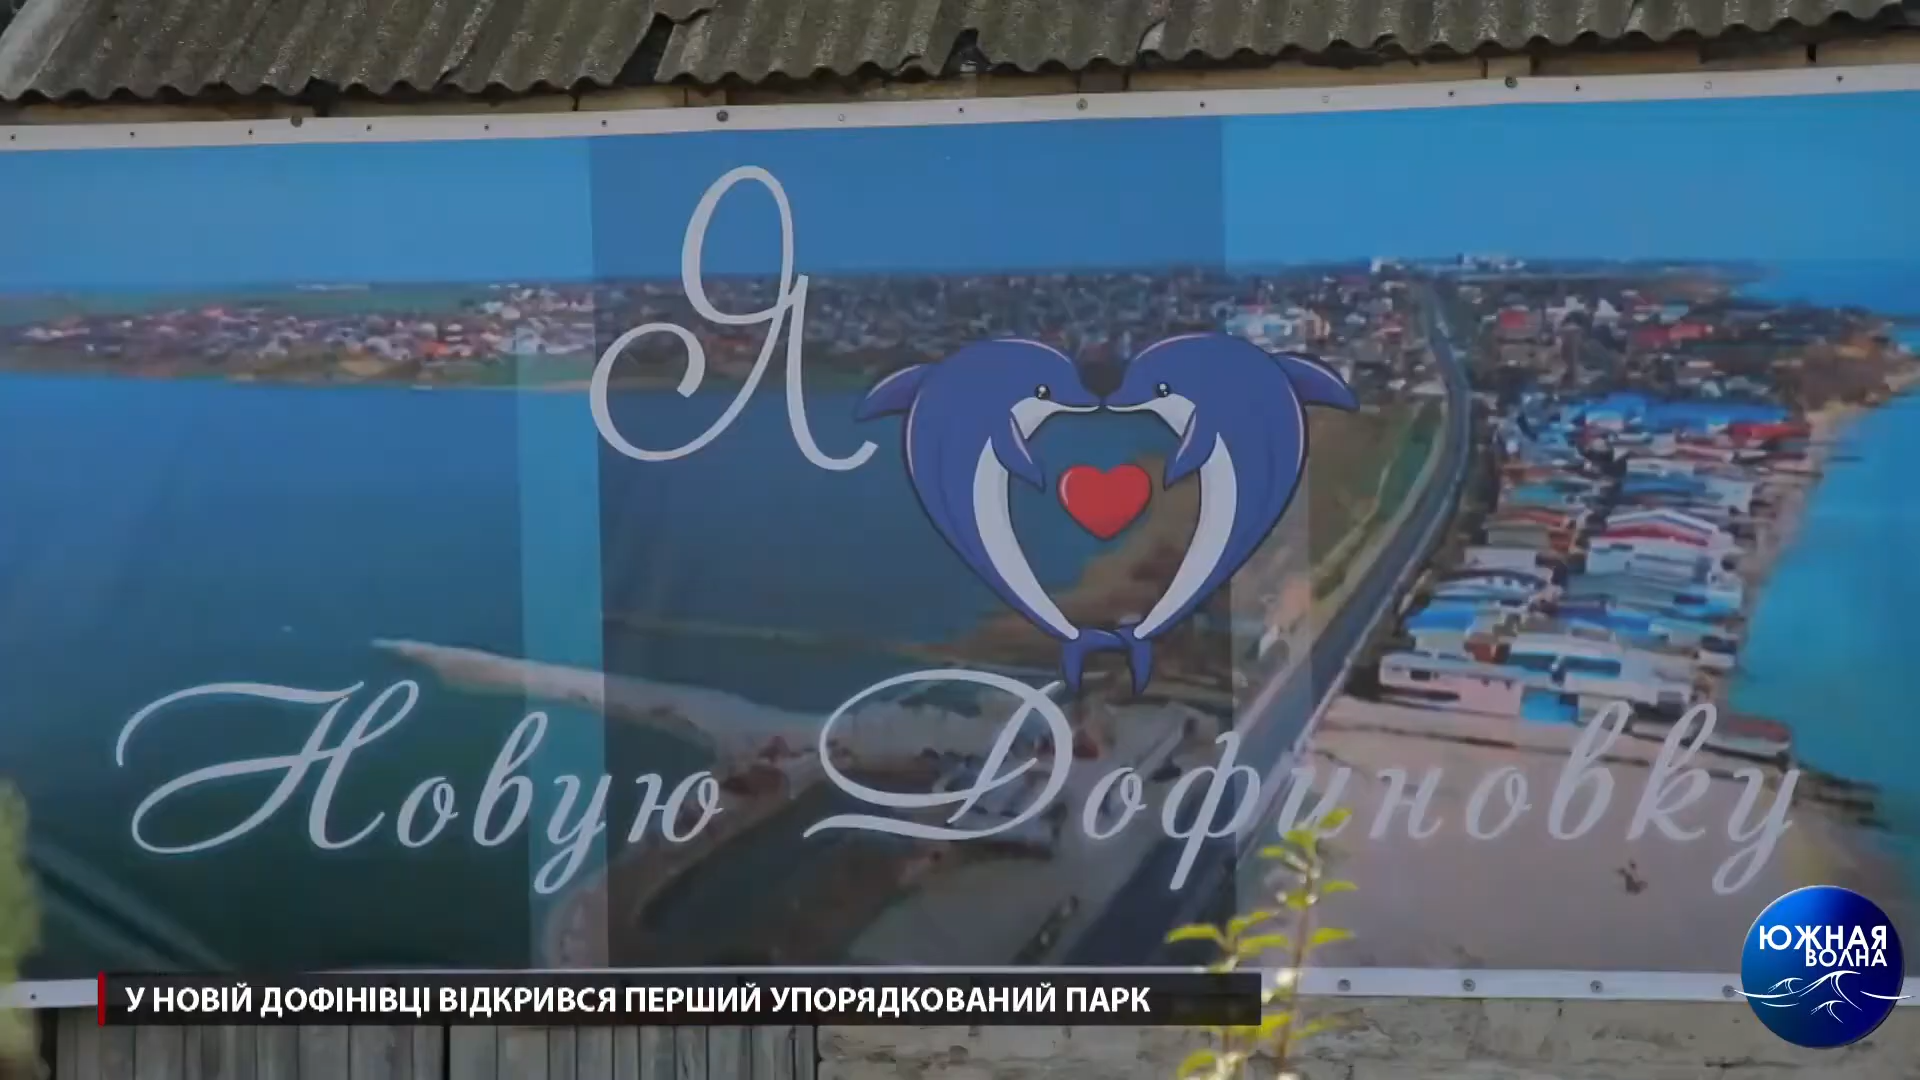 Я
Новую Дофиновку
У НОВІЙ ДОФІНІВЦІ ВІДКРИВСЯ ПЕРШИЙ УПОРЯДКОВАНИЙ ПАРК
ЮЖНАЯ
ВОЛНА